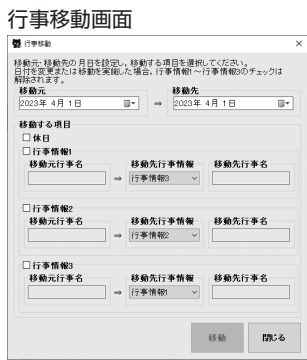 行事移動画面
行事移動
移動元・移動先の月日を設定し、移動する項目を選択してください。
日付を変更または移動を実施した場合、行事情報1～行事情報3のチェックは
解除されます。
移動元 移動先
2023年 4月 1日 ⇒ 2023年 4月 1日
移動する項目
休日
行事情報1
移動元行事名 移動先行事情報 移動先行事名
⇒ 行事情報3
行事情報2
移動元行事名 移動先行事情報 移動先行事名
⇒ 行事情報2
行事情報3
移動元行事名 移動先行事情報 移動先行事名
⇒ 行事情報1
移動 閉じる